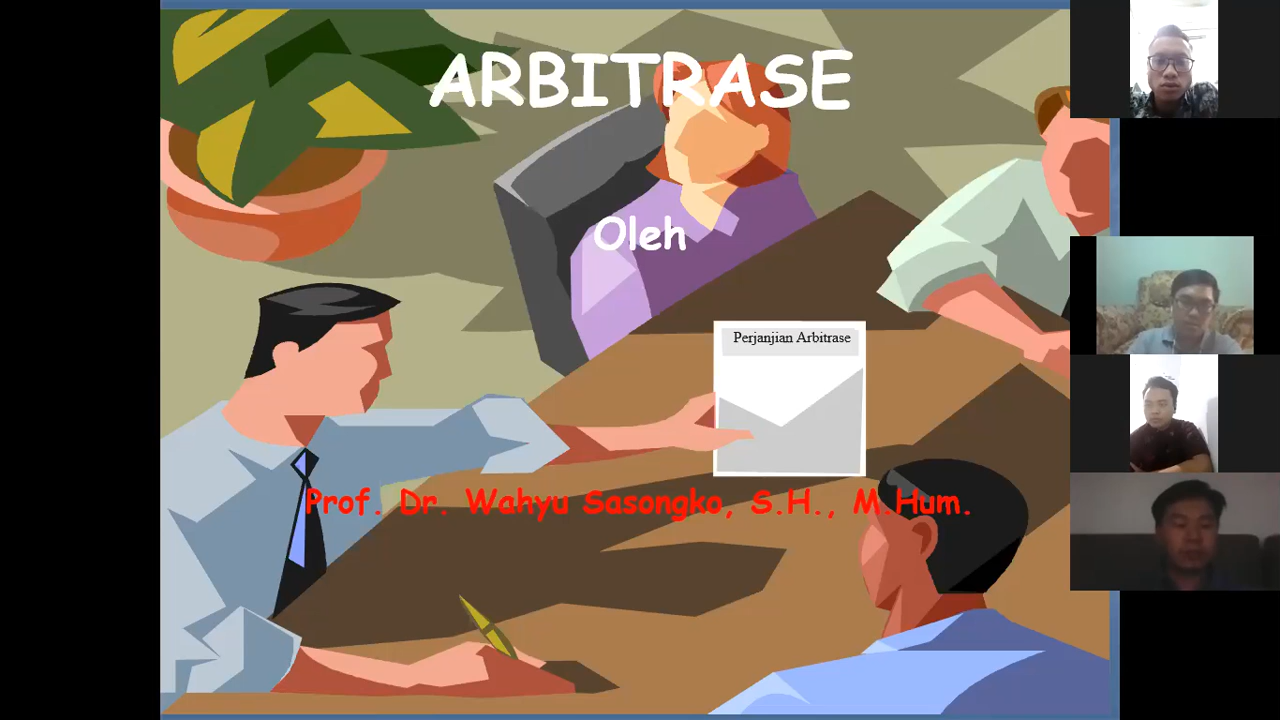 ARBITRASE
Oleh
Perjanjian Arbitrase
Prof. Dr. Wahyu Sasongko, S.H., M.Hum.